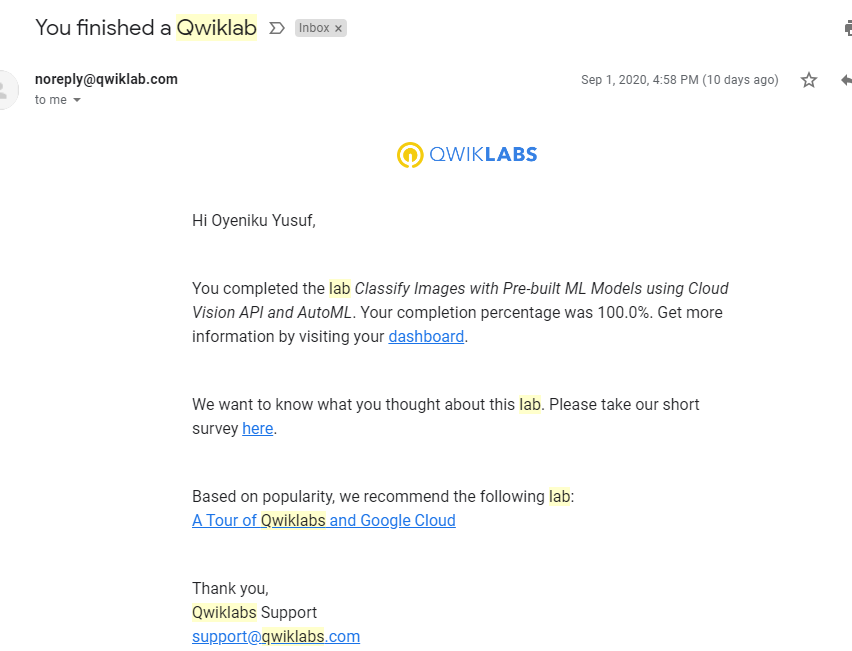 You finished a Qwiklab Inbox ×
noreply@qwiklab.com Sep 1, 2020, 4:58 PM (10 days ago)
to me
QWIKLABS
Hi Oyeniku Yusuf,
You completed the lab Classify Images with Pre-built ML Models using Cloud
Vision API and AutoML. Your completion percentage was 100.0%. Get more
information by visiting your dashboard.
We want to know what you thought about this lab. Please take our short
survey here.
Based on popularity, we recommend the following lab:
A Tour of Qwiklabs and Google Cloud
Thank you,
Qwiklabs Support
support@qwiklabs.com